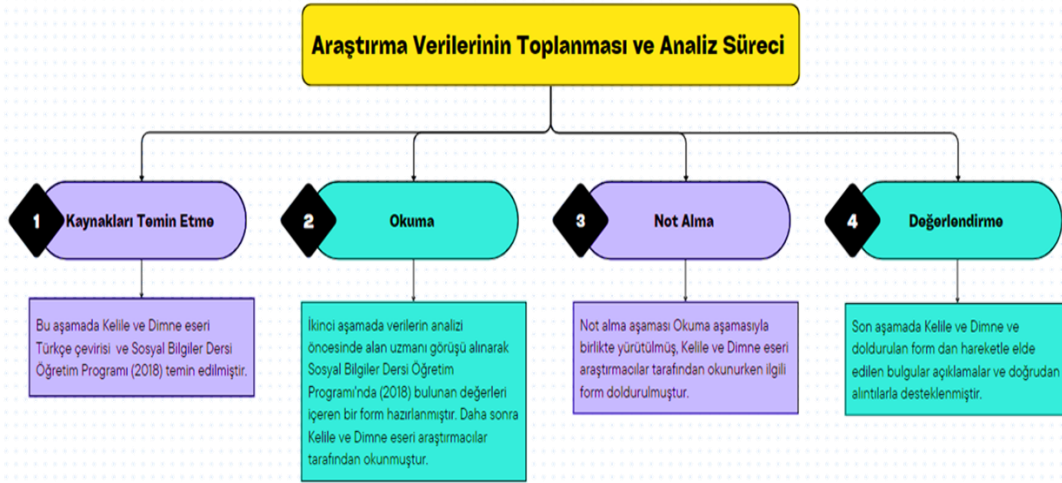 Araştırma Verilerinin Toplanması ve Analiz Süreci
1
Kaynakları Temin Etme
Bu aşamada Kelile ve Dimne eseri
Türkçe çevirisi ve Sosyal Bilgiler Dersi
Öğretim Programı (2018) temin edilmiştir.
2
Okuma
İkinci aşamada verilerin analizi
öncesinde alan uzmanı görüşü alınarak
Sosyal Bilgiler Dersi Öğretim
Programı'nda (2018) bulunan değerleri
içeren bir form hazırlanmıştır. Daha sonra
Kelile ve Dimne eseri araştırmacılar
tarafından okunmuştur.
3
Not Alma
Not alma aşaması Okuma aşamasıyla
birlikte yürütülmüş, Kelile ve Dimne eseri
araştırmacılar tarafından okunurken ilgili
form doldurulmuştur.
4
Değerlendirme
Son aşamada Kelile ve Dimne ve
doldurulan form dan hareketle elde
edilen bulgular açıklamalar ve doğrudan
alıntılarla desteklenmiştir.